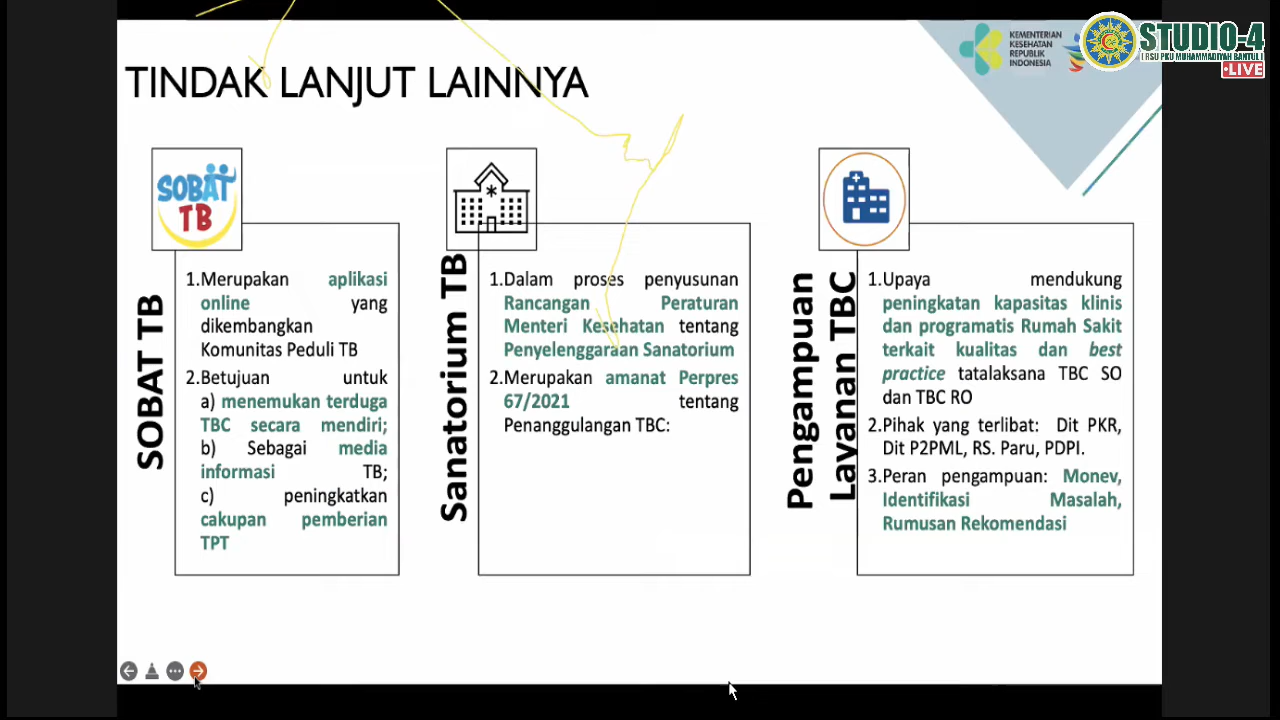 TINDAK LANJUT LAINNYA
KEMENTERIAN
KESEHATAN
REPUBLIK
INDONESIA
STUDIO-4
[ RSU PKU MUHAMMADIYAH BANTUL ]
•LIVE
SOBAT
TB
SOBAT TB
1.Merupakan aplikasi
online yang
dikembangkan
Komunitas Peduli TB
2.Betujuan untuk
a) menemukan terduga
TBC secara mendiri;
b) Sebagai media
informasi TB;
c) peningkatkan
cakupan pemberian
TPT
Sanatorium TB
1.Dalam proses penyusunan
Rancangan Peraturan
Menteri Kesehatan tentang
Penyelenggaraan Sanatorium
2.Merupakan amanat Perpres
67/2021 tentang
Penanggulangan TBC:
Pengampuan
Layanan TBC
1.Upaya mendukung
peningkatan kapasitas klinis
dan programatis Rumah Sakit
terkait kualitas dan best
practice tatalaksana TBC SO
dan TBC RO
2.Pihak yang terlibat: Dit PKR,
Dit P2PML, RS. Paru, PDPI.
3.Peran pengampuan: Monev,
Identifikasi Masalah,
Rumusan Rekomendasi